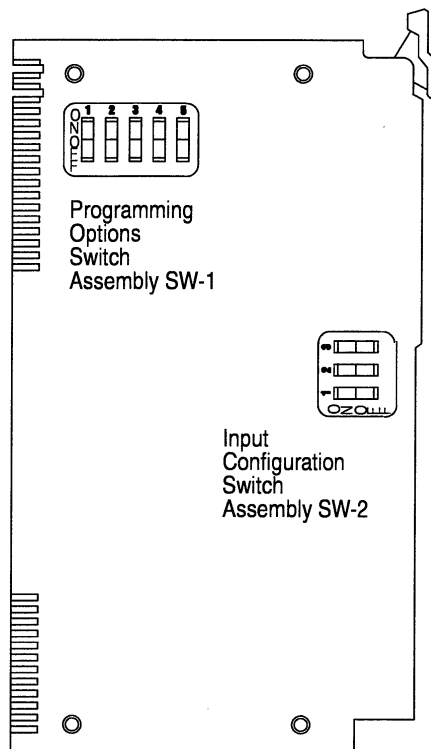 1 2 3 4 5
ON
OFF
Programming
Options
Switch
Assembly SW-1
3
2
1
ON OFF
Input
Configuration
Switch
Assembly SW-2